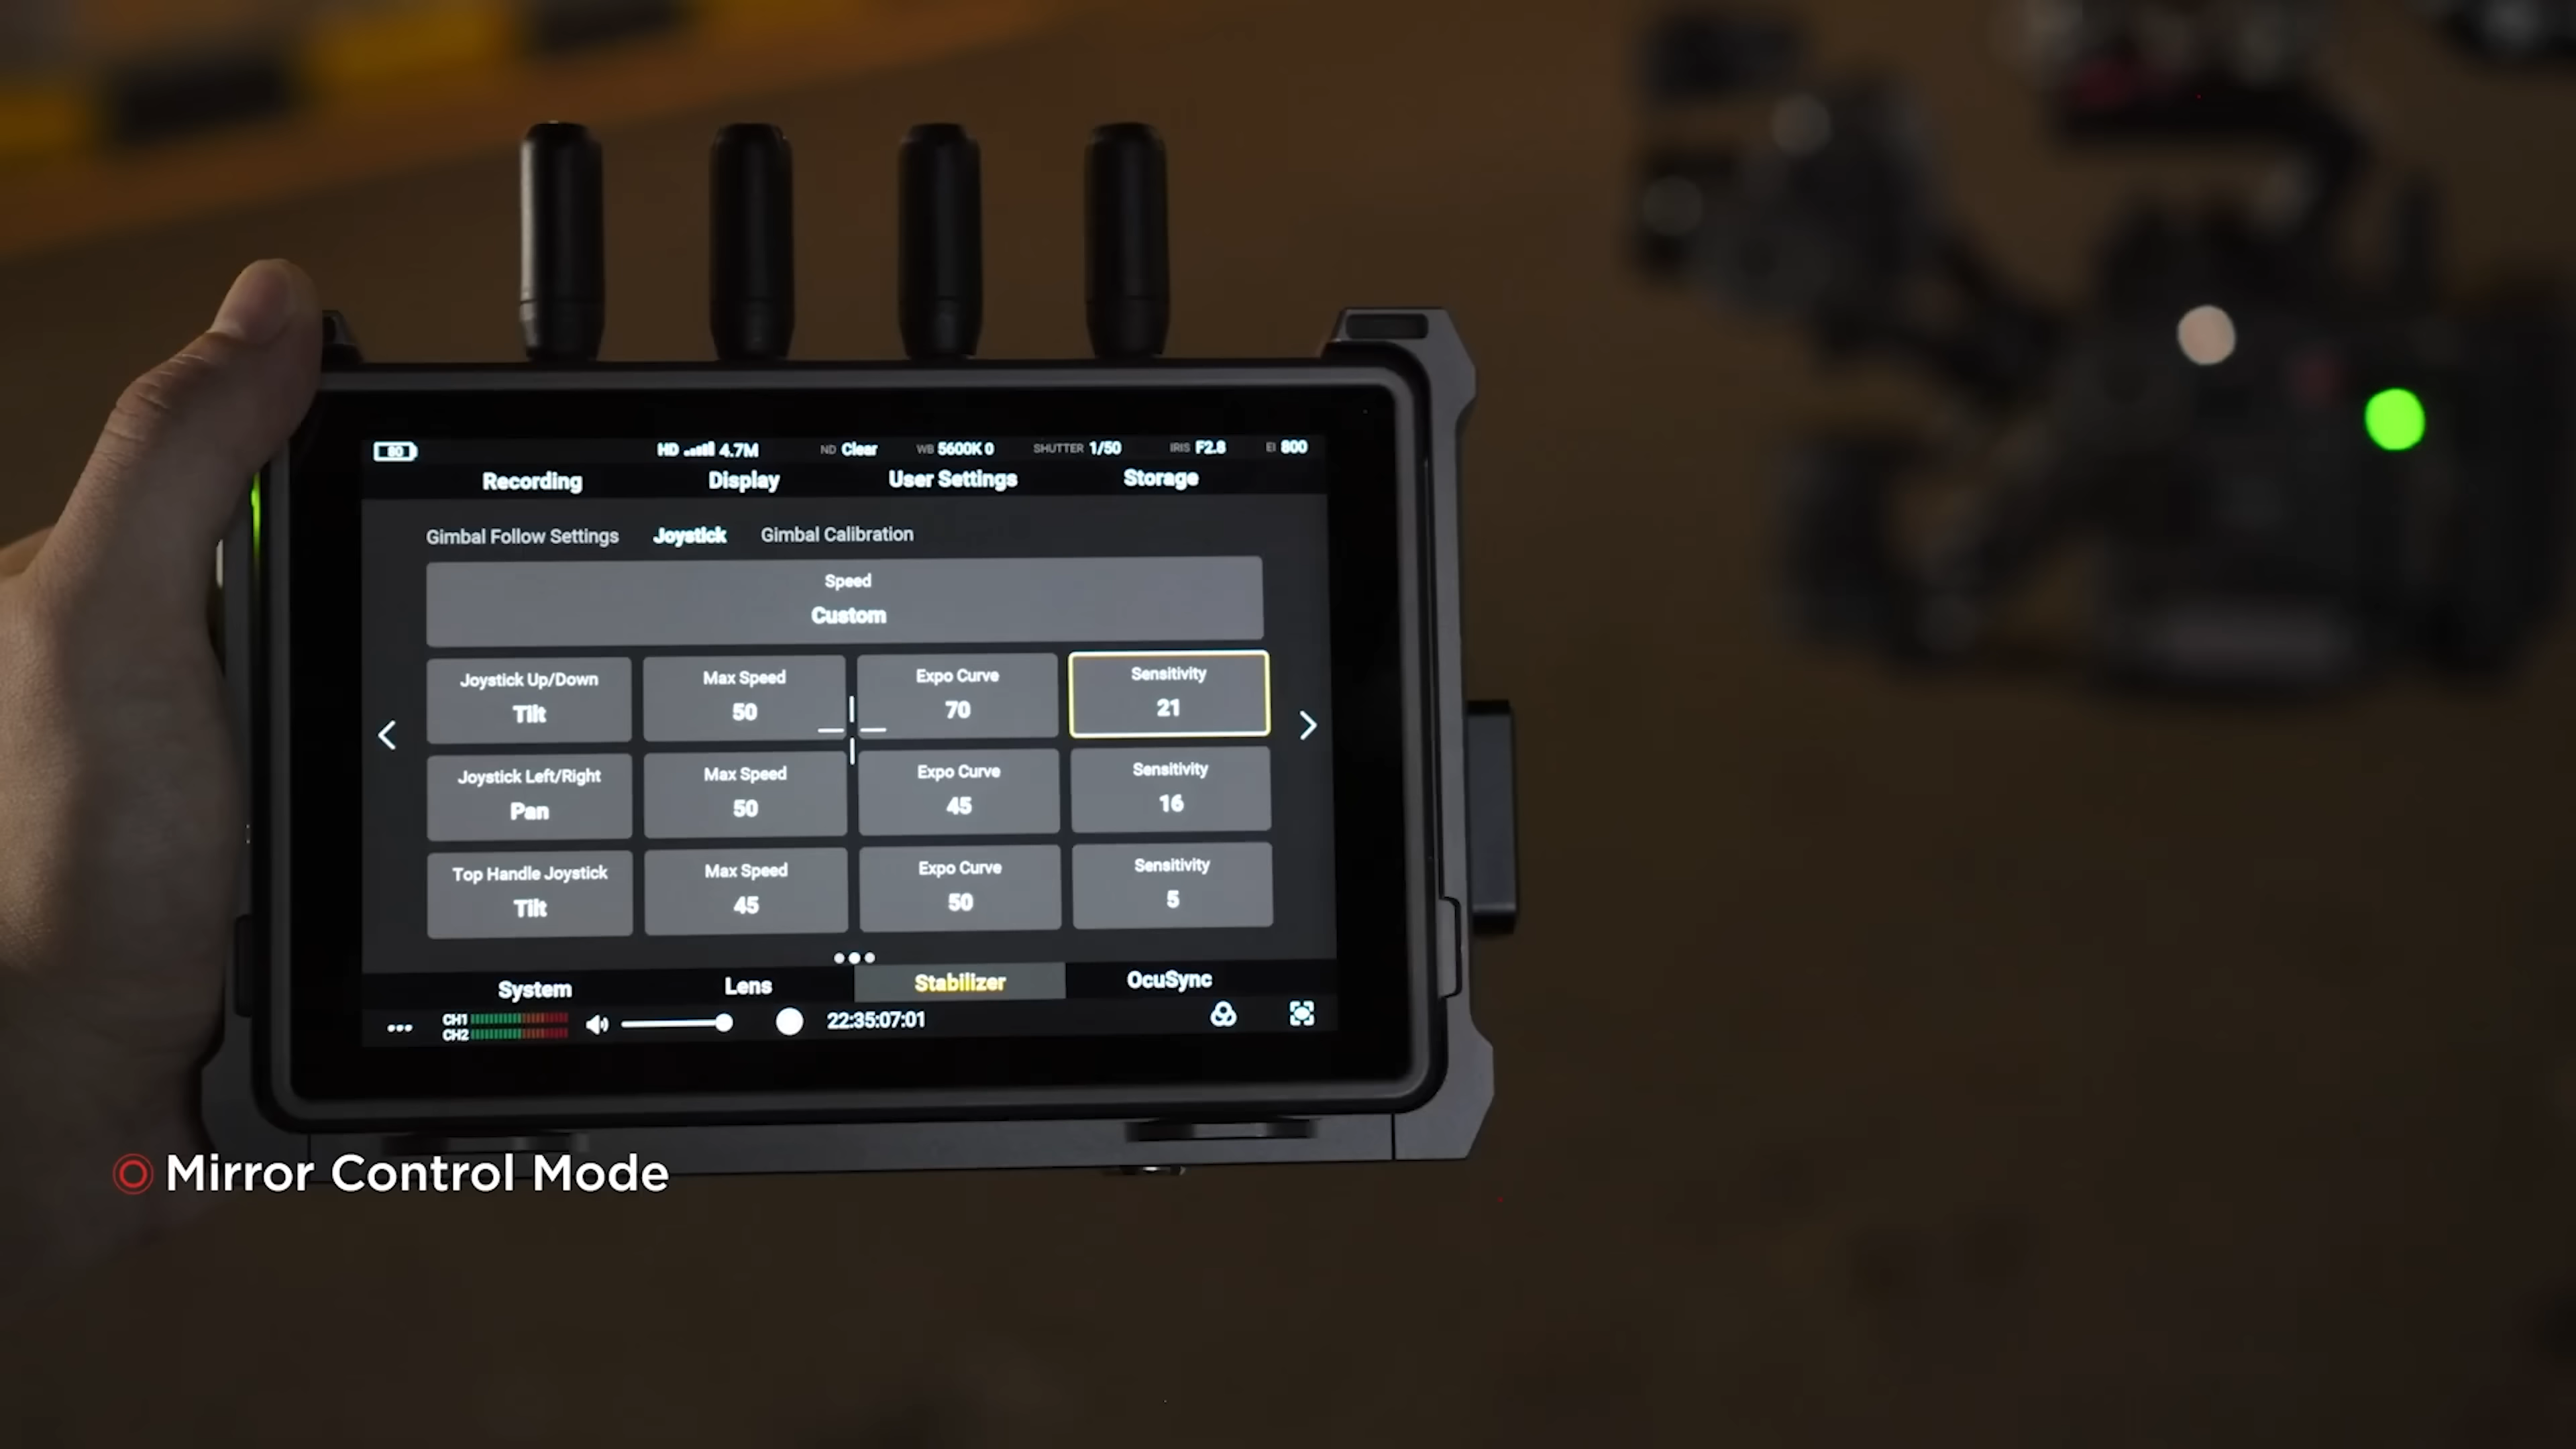 80 HD 4.7M ND Clear WB 5600K 0 SHUTTER 1/50 IRIS F2.8 EI 800
Recording Display User Settings Storage
Gimbal Follow Settings Joystick Gimbal Calibration
Speed
Custom
Joystick Up/Down Max Speed Expo Curve Sensitivity
Tilt 50 70 21
Joystick Left/Right Max Speed Expo Curve Sensitivity
Pan 50 45 16
Top Handle Joystick Max Speed Expo Curve Sensitivity
Tilt 45 50 5
System Lens Stabilizer OcuSync
CH1
CH2
22:35:07:01
Mirror Control Mode